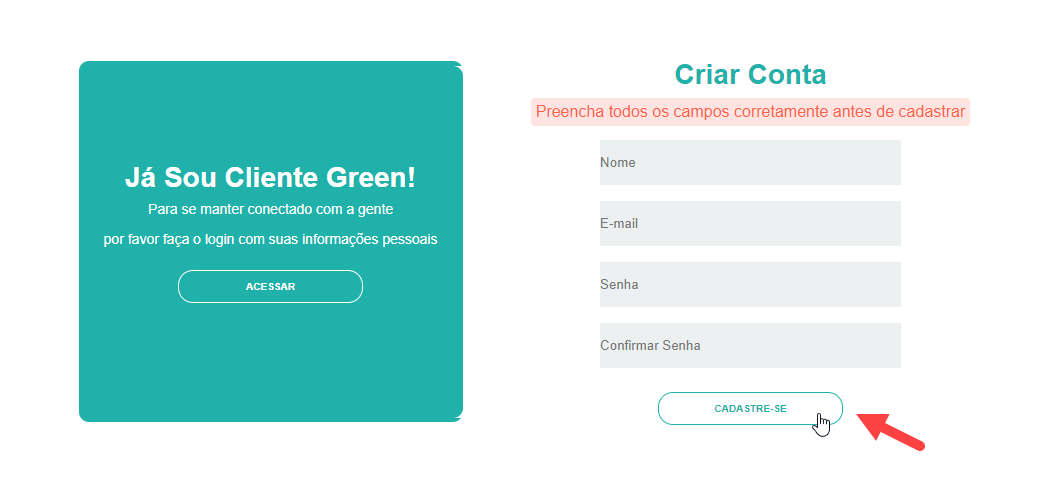 Já Sou Cliente Green!
Para se manter conectado com a gente
por favor faça o login com suas informações pessoais
ACESSAR
Criar Conta
Preencha todos os campos corretamente antes de cadastrar
Nome
E-mail
Senha
Confirmar Senha
CADASTRE-SE